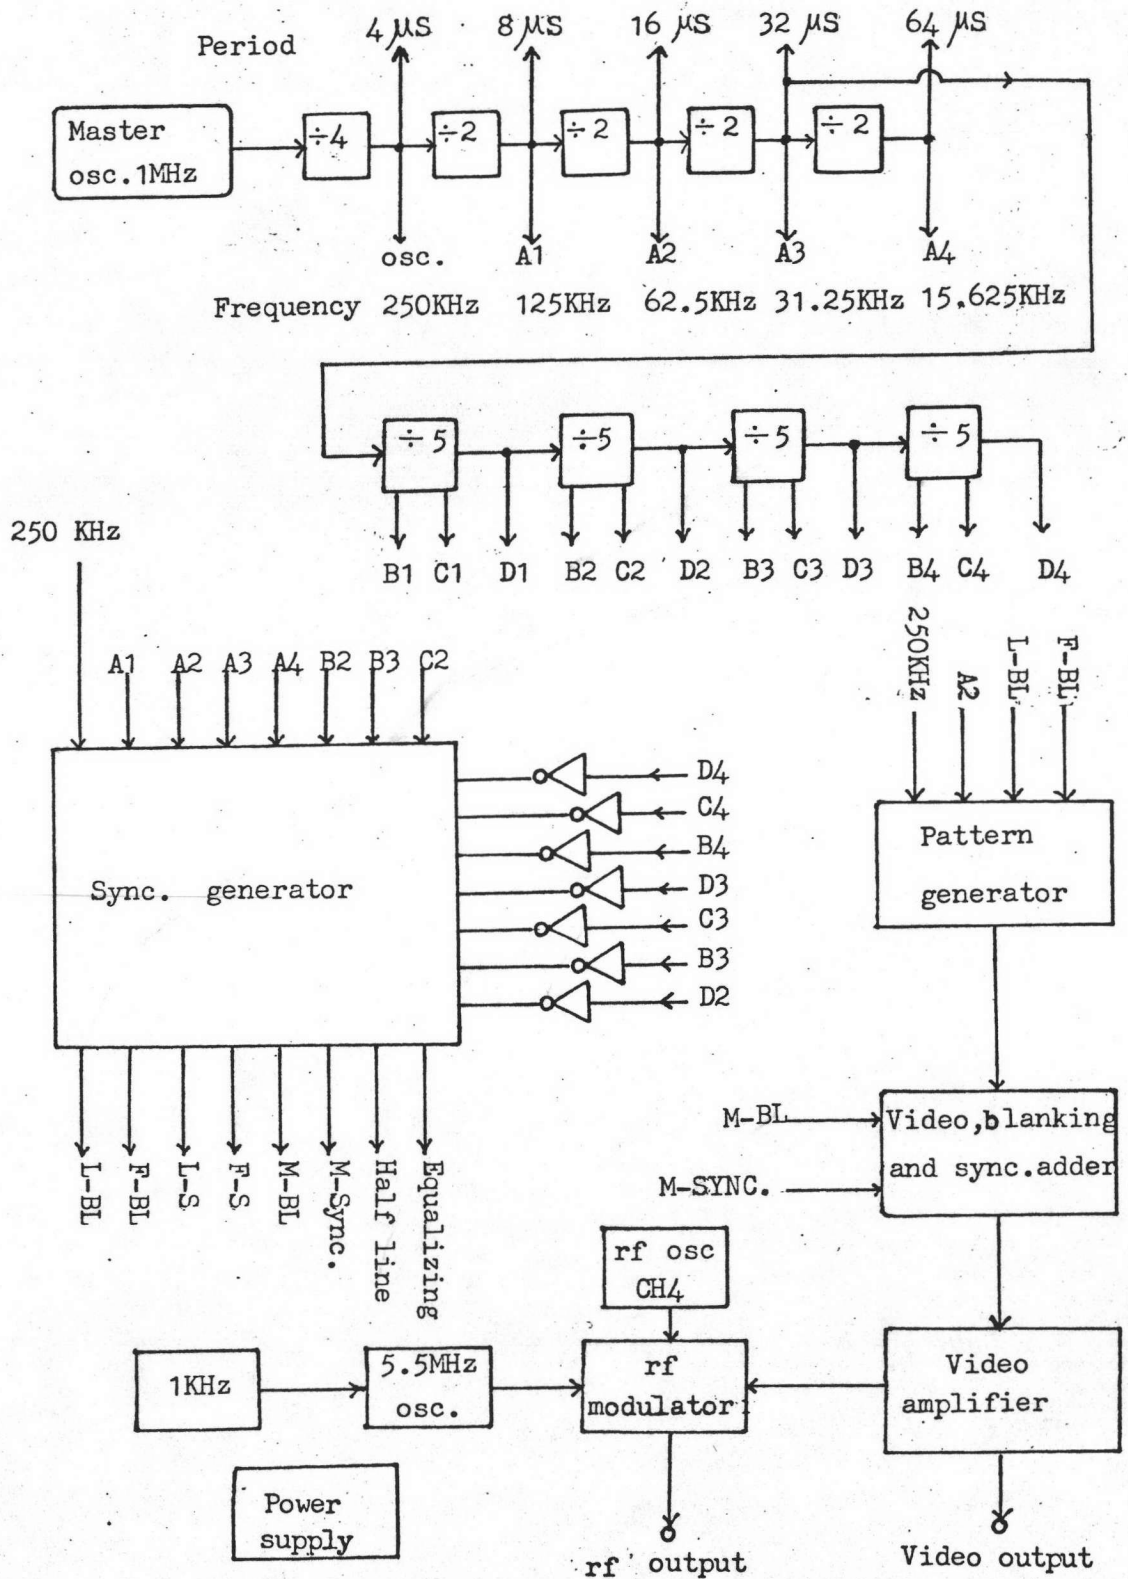 Period 4 µS 8 µS 16 µS 32 µS 64 µS
Master
osc.1MHz
÷4 ÷2 ÷2 ÷2 ÷2
osc. A1 A2 A3 A4
Frequency 250KHz 125KHz 62.5KHz 31.25KHz 15.625KHz
÷5 ÷5 ÷5 ÷5
B1 C1 D1 B2 C2 D2 B3 C3 D3 B4 C4 D4
250 KHz
A1 A2 A3 A4 B2 B3 C2
250KHz A2 L-BL F-BL
D4
C4
B4
D3
C3
B3
D2
Sync. generator
Pattern
generator
L-BL
F-BL
L-S
F-S
M-BL
M-Sync.
Half line
Equalizing
M-BL
M-SYNC.
Video,blanking
and sync.adder
rf osc
CH4
1KHz
5.5MHz
osc.
rf
modulator
Video
amplifier
Power
supply
rf output
Video output